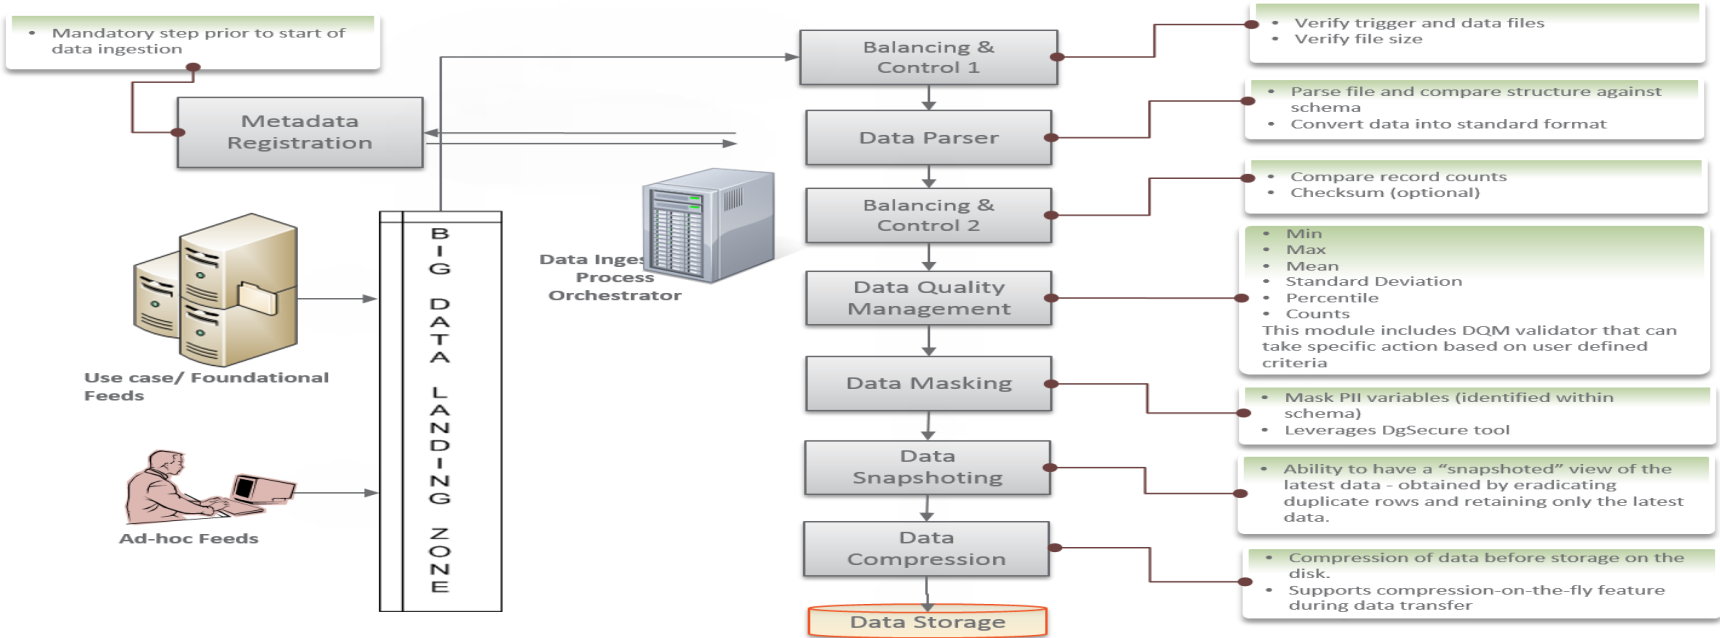 • Mandatory step prior to start of
data ingestion
Metadata
Registration
Use case/ Foundational
Feeds
Ad-hoc Feeds
BIG DATA LANDING ZONE
Data Inges
Process
Orchestrator
Balancing &
Control 1
• Verify trigger and data files
• Verify file size
Data Parser
• Parse file and compare structure against
schema
• Convert data into standard format
Balancing &
Control 2
• Compare record counts
• Checksum (optional)
Data Quality
Management
• Min
• Max
• Mean
• Standard Deviation
• Percentile
• Counts
This module includes DQM validator that can
take specific action based on user defined
criteria
Data Masking
• Mask PII variables (identified within
schema)
• Leverages DgSecure tool
Data
Snapshoting
• Ability to have a “snapshoted” view of the
latest data - obtained by eradicating
duplicate rows and retaining only the latest
data.
Data
Compression
• Compression of data before storage on the
disk.
• Supports compression-on-the-fly feature
during data transfer
Data Storage